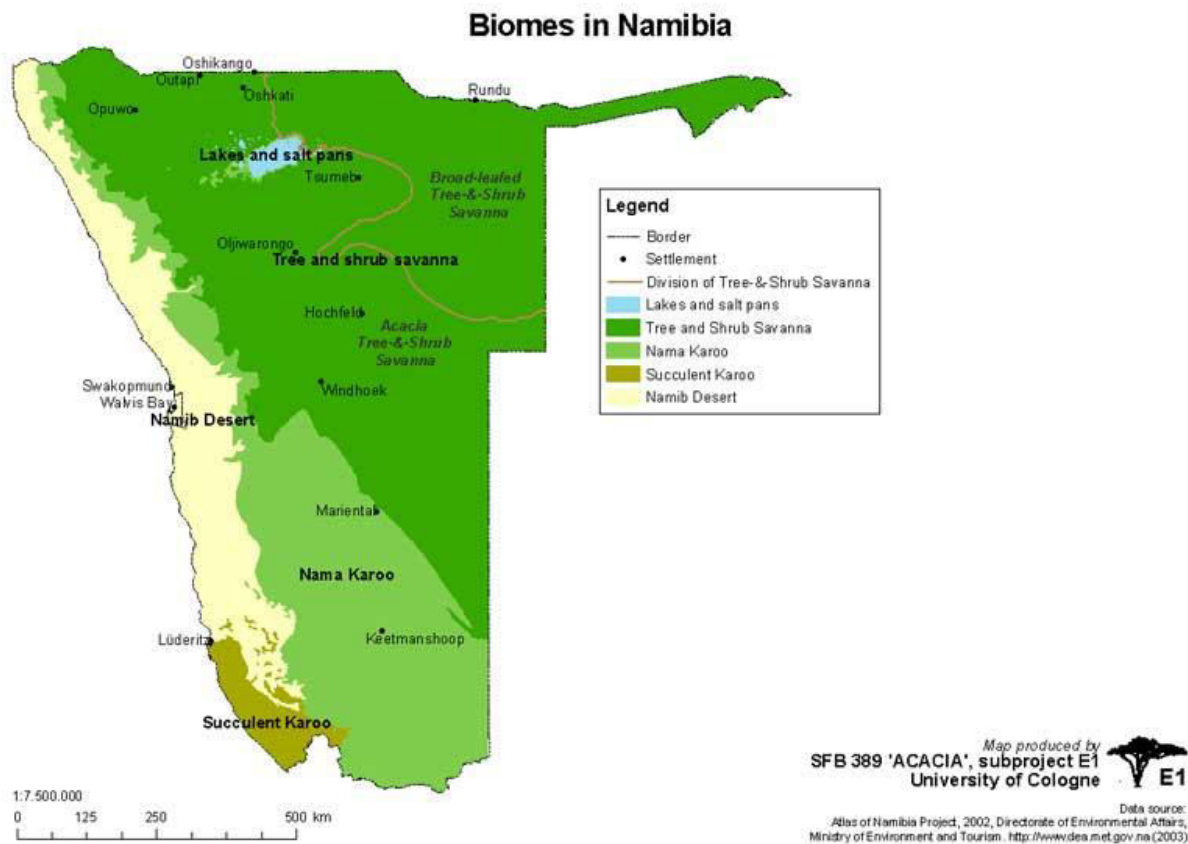 Biomes in Namibia
Oshikango
Outapi
Oshkati
Opuwo
Rundu
Lakes and salt pans
Tsumeb
Broad-leafed
Tree-&-Shrub
Savanna
Otjiwarongo
Tree and shrub savanna
Hochfeld
Acacia
Tree-&-Shrub
Savanna
Swakopmund
Walvis Bay
Windhoek
Namib Desert
Mariental
Nama Karoo
Lüderitz
Keetmanshoop
Succulent Karoo
Legend
Border
Settlement
Division of Tree-&-Shrub Savanna
Lakes and salt pans
Tree and Shrub Savanna
Nama Karoo
Succulent Karoo
Namib Desert
1:7.500.000
0 125 250 500 km
Map produced by
SFB 389 'ACACIA', subproject E1
University of Cologne
E1
Data source:
Atlas of Namibia Project, 2002, Directorate of Environmental Affairs,
Ministry of Environment and Tourism. http://www.dea.met.gov.na (2003)